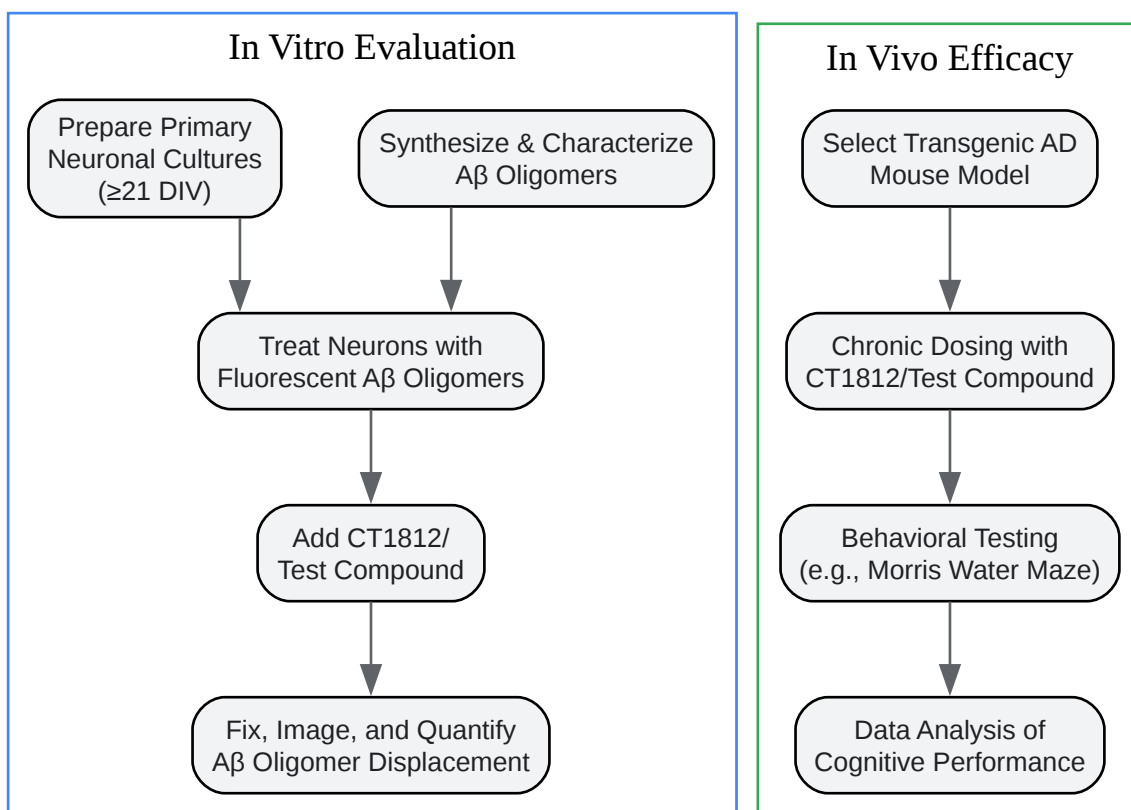 In Vitro Evaluation
Prepare Primary
Neuronal Cultures
(≥21 DIV)
Synthesize & Characterize
Aβ Oligomers
Treat Neurons with
Fluorescent Aβ Oligomers
Add CT1812/
Test Compound
Fix, Image, and Quantify
Aβ Oligomer Displacement
In Vivo Efficacy
Select Transgenic AD
Mouse Model
Chronic Dosing with
CT1812/Test Compound
Behavioral Testing
(e.g., Morris Water Maze)
Data Analysis of
Cognitive Performance